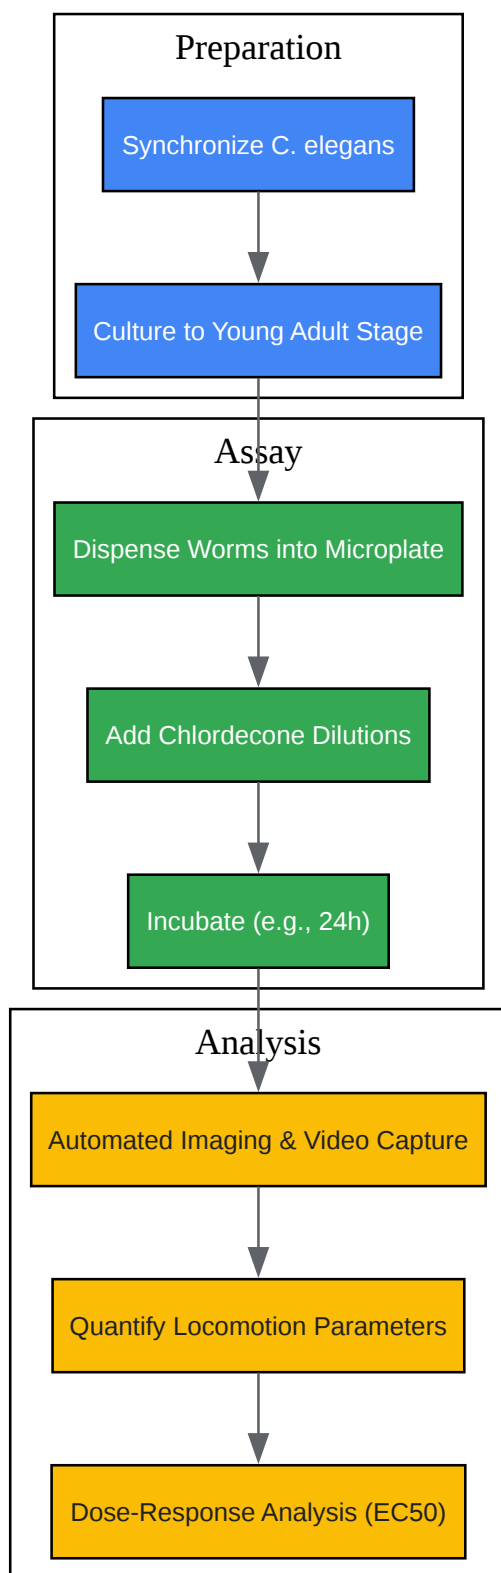 Preparation
Synchronize C. elegans
Culture to Young Adult Stage
Assay
Dispense Worms into Microplate
Add Chlordecone Dilutions
Incubate (e.g., 24h)
Analysis
Automated Imaging & Video Capture
Quantify Locomotion Parameters
Dose-Response Analysis (EC50)